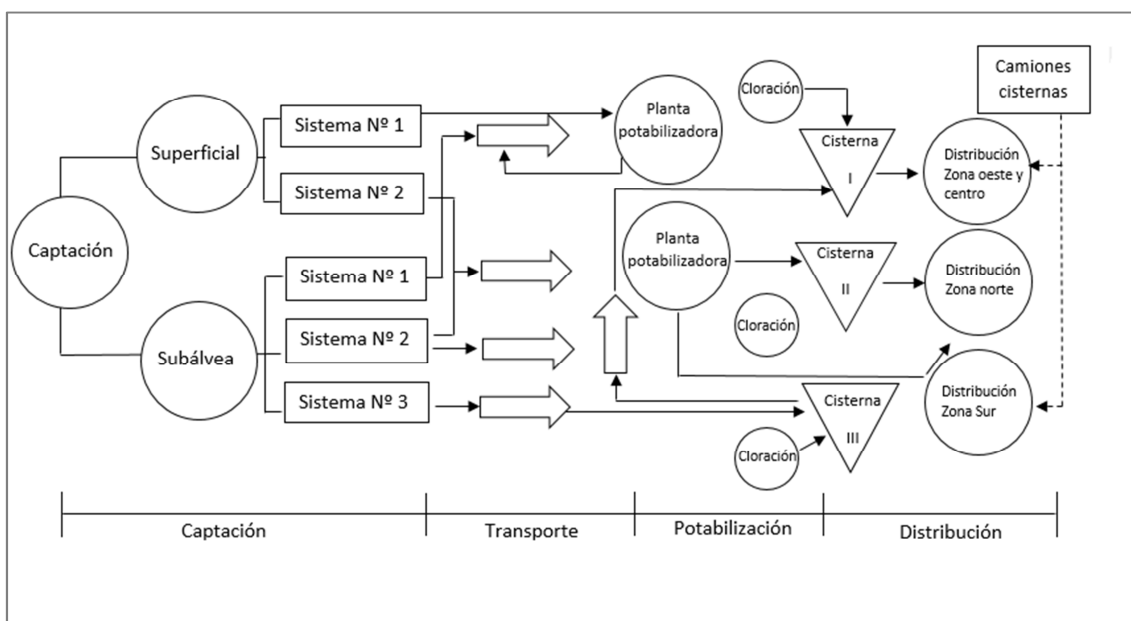 Camiones
cisternas
Cloración
Planta
potabilizadora
Sistema Nº 1
Superficial
Cisterna
I
Distribución
Zona oeste y
centro
Sistema Nº 2
Captación
Planta
potabilizadora
Cisterna
II
Distribución
Zona norte
Sistema Nº 1
Cloración
Sistema Nº 2
Subálvea
Sistema Nº 3
Cisterna
III
Distribución
Zona Sur
Cloración
Captación
Transporte
Potabilización
Distribución